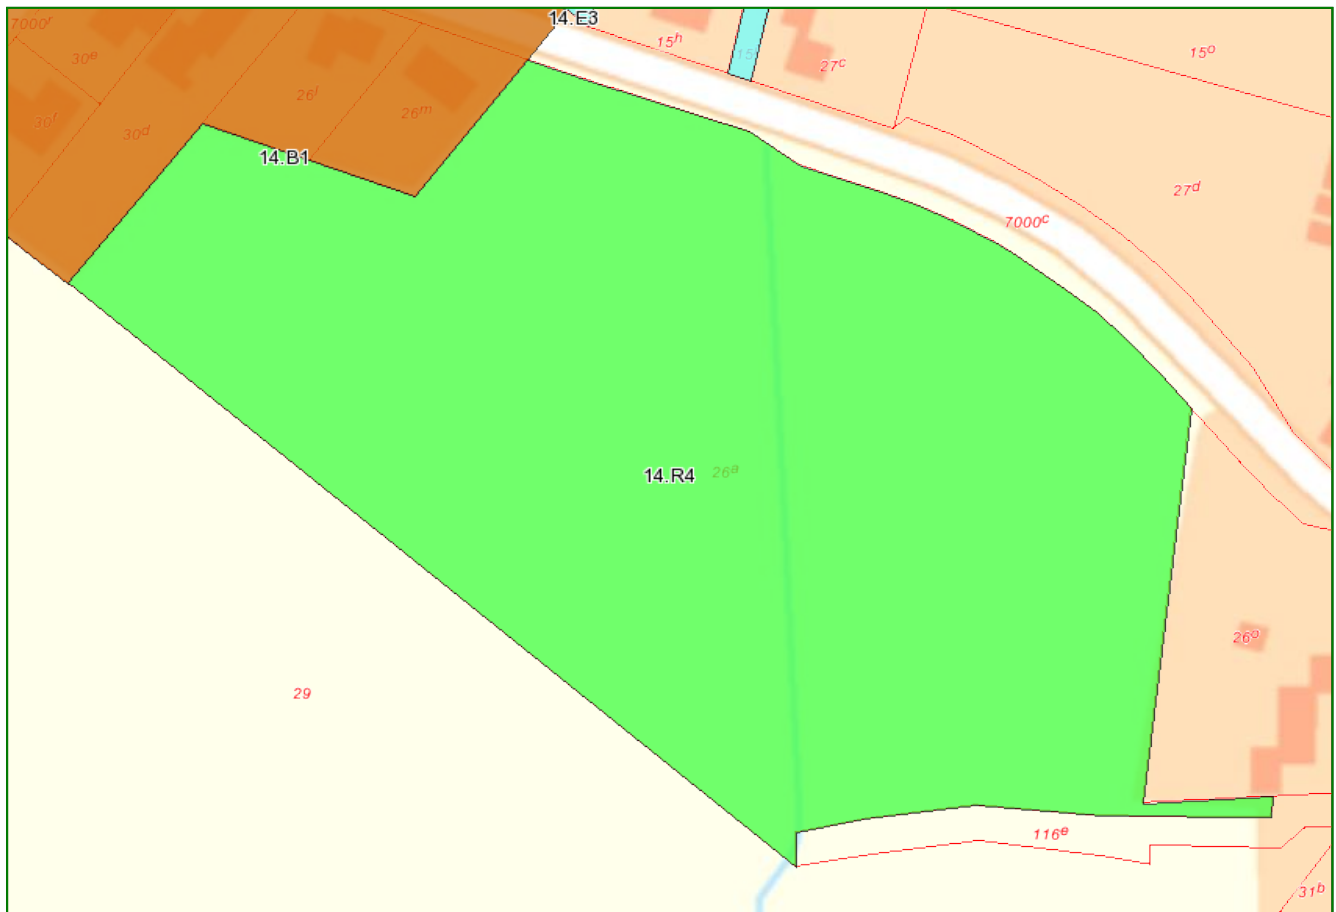 14.E3
7000ʳ
15ʰ
15ᵒ
30ᵉ
15
27ᶜ
26ˡ
26ᵐ
30ᶠ
30ᵈ
14.B1
27ᵈ
7000ᶜ
14.R4
26ᵃ
26ᵒ
29
116ᵉ
31ᵇ